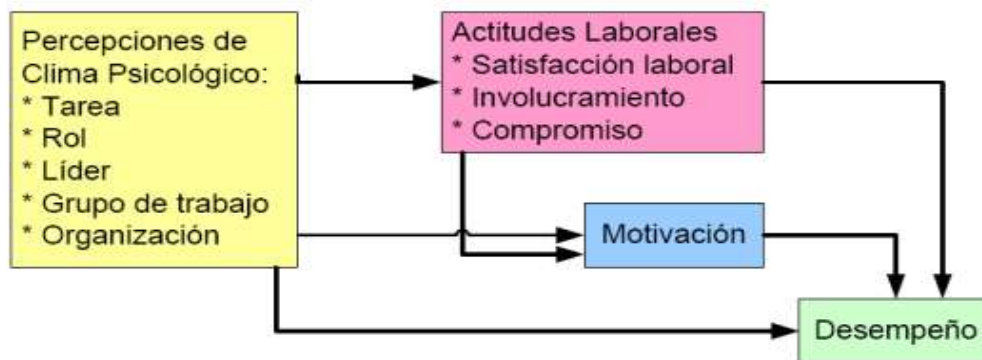 Percepciones de
Clima Psicológico:
* Tarea
* Rol
* Líder
* Grupo de trabajo
* Organización
Actitudes Laborales
* Satisfacción laboral
* Involucramiento
* Compromiso
Motivación
Desempeño